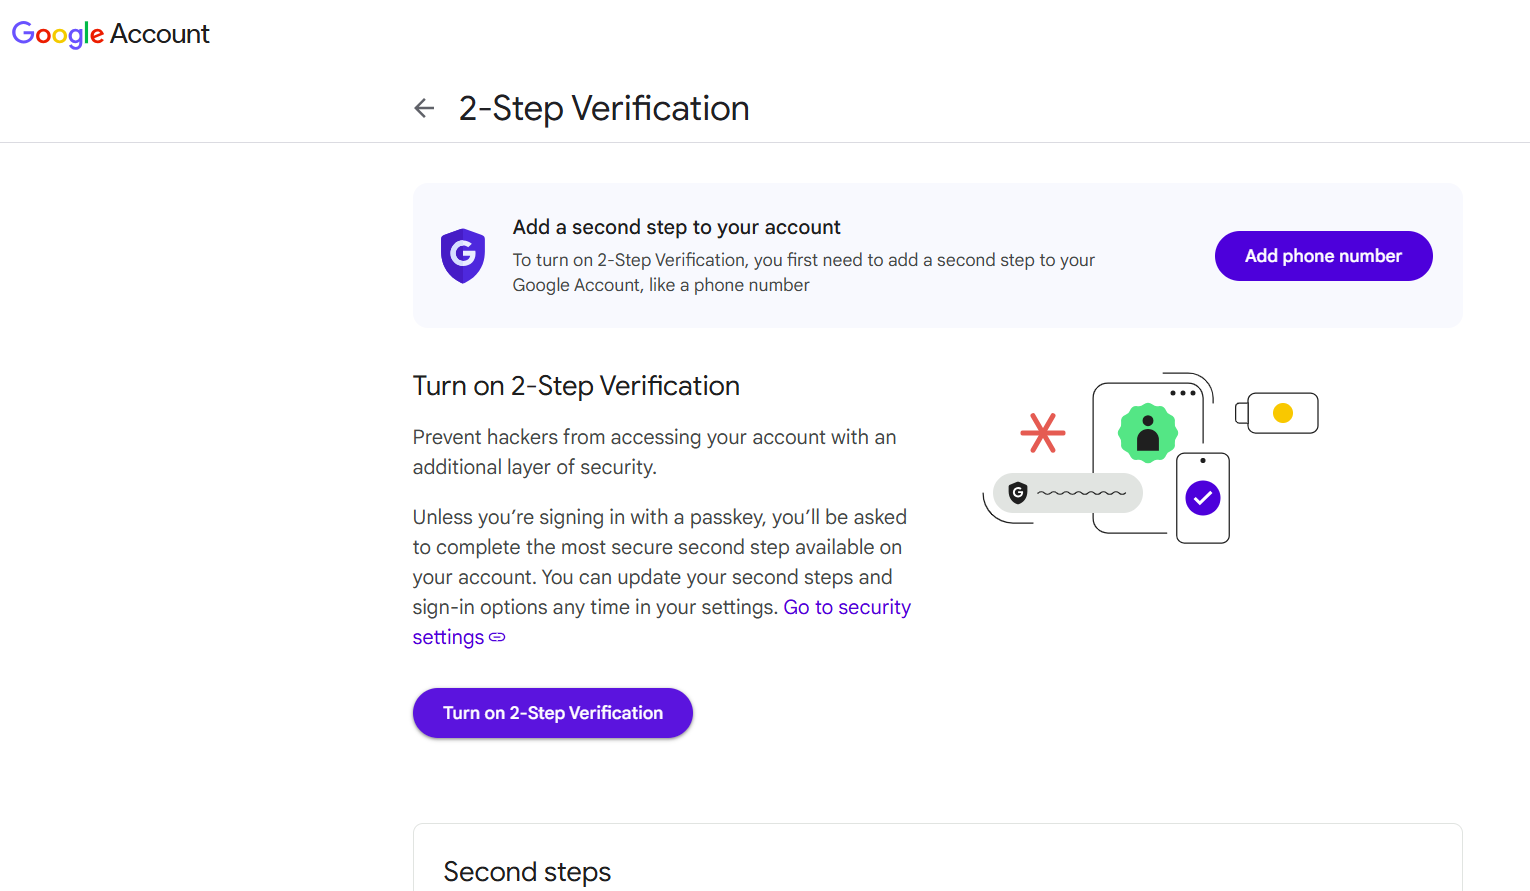 Google Account
2-Step Verification
Add a second step to your account
To turn on 2-Step Verification, you first need to add a second step to your
Google Account, like a phone number
Add phone number
Turn on 2-Step Verification
Prevent hackers from accessing your account with an
additional layer of security.
Unless you’re signing in with a passkey, you’ll be asked
to complete the most secure second step available on
your account. You can update your second steps and
sign-in options any time in your settings. Go to security
settings
Turn on 2-Step Verification
Second steps